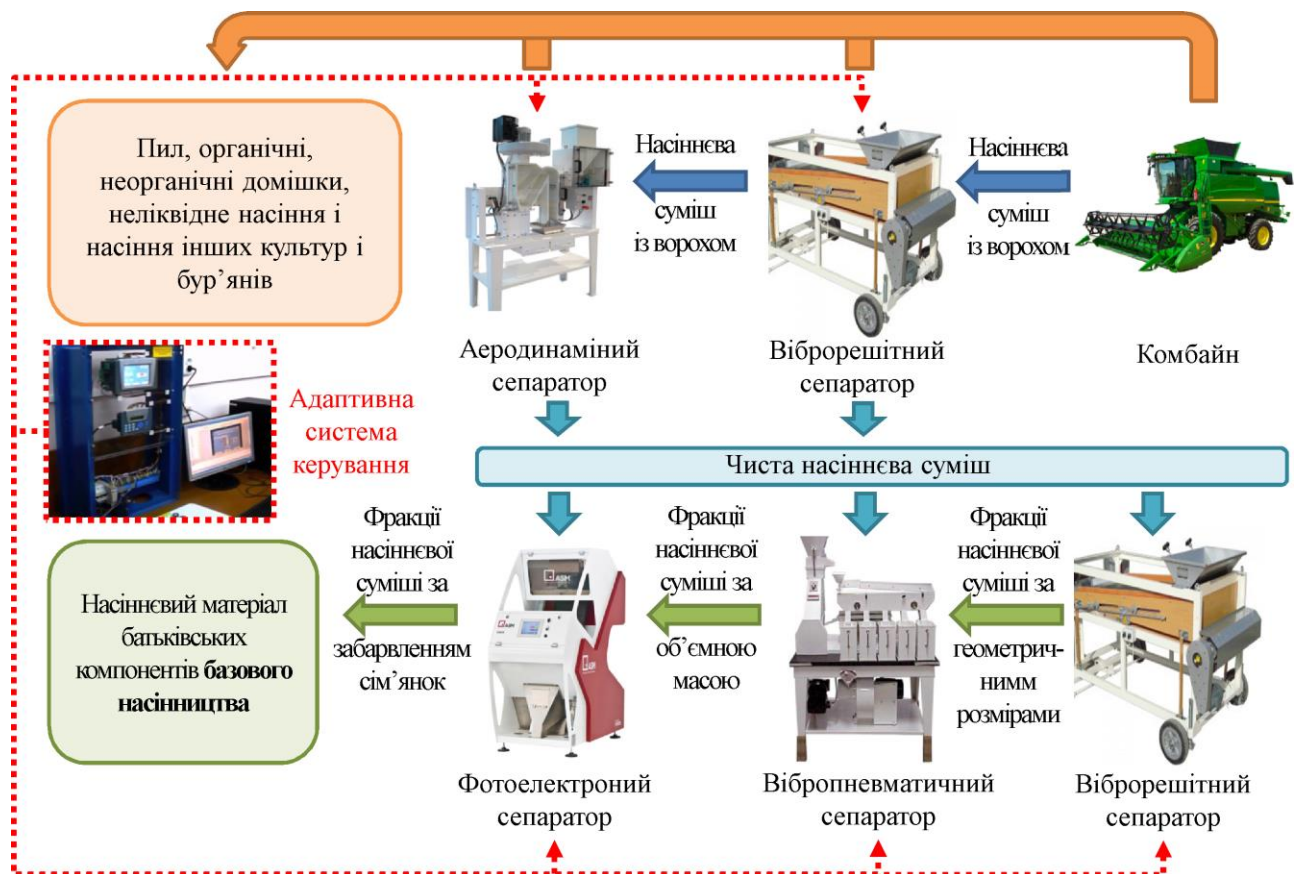 Пил, органічні,
неорганічні домішки,
неліквідне насіння і
насіння інших культур і
бур’янів
Насіннєва
суміш
із ворохом
Насіннєва
суміш
із ворохом
Аеродинаміний
сепаратор
Віброрешітний
сепаратор
Комбайн
Адаптивна
система
керування
Чиста насіннєва суміш
Насіннєвий матеріал
батьківських
компонентів базового
насінництва
Фракції
насіннєвої
суміші за
забарвленням
сім’янок
Фракції
насіннєвої
суміші за
об’ємною
масою
Фракції
насіннєвої
суміші за
геометрич-
нимм
розмірами
ASM
ASM
Фотоелектроний
сепаратор
Вібропневматичний
сепаратор
Віброрешітний
сепаратор